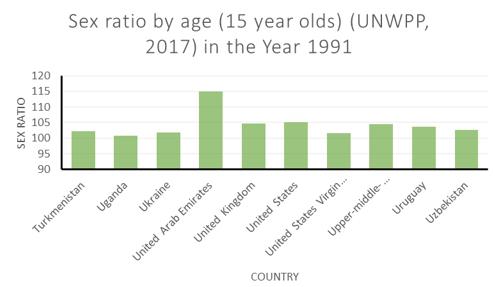 Sex ratio by age (15 year olds) (UNWPP,
2017) in the Year 1991
120
115
110
105
100
95
90
SEX RATIO
Turkmenistan
Uganda
Ukraine
United Arab Emirates
United Kingdom
United States
United States Virgin…
Upper-middle-…
Uruguay
Uzbekistan
COUNTRY